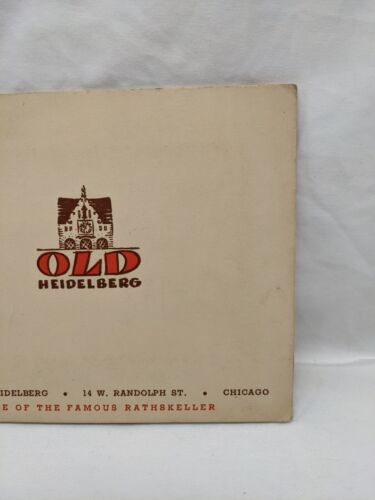 OLD
HEIDELBERG
IDELBERG • 14 W. RANDOLPH ST. • CHICAGO
E OF THE FAMOUS RATHSKELLER